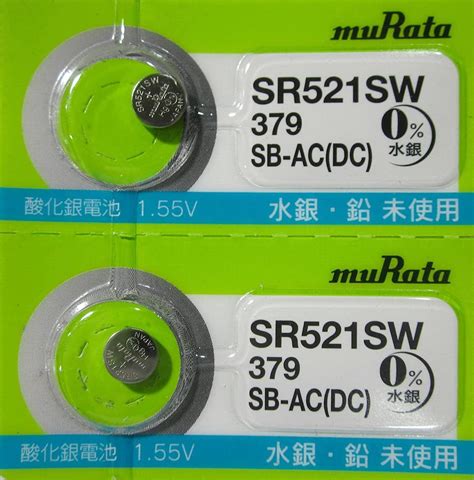 muRata
SR521SW
379
SB-AC(DC)
0%
水銀
SR521SW
酸化銀電池 1.55V
水銀・鉛 未使用
muRata
SR521SW
379
SB-AC(DC)
0%
水銀
酸化銀電池 1.55V
水銀・鉛 未使用